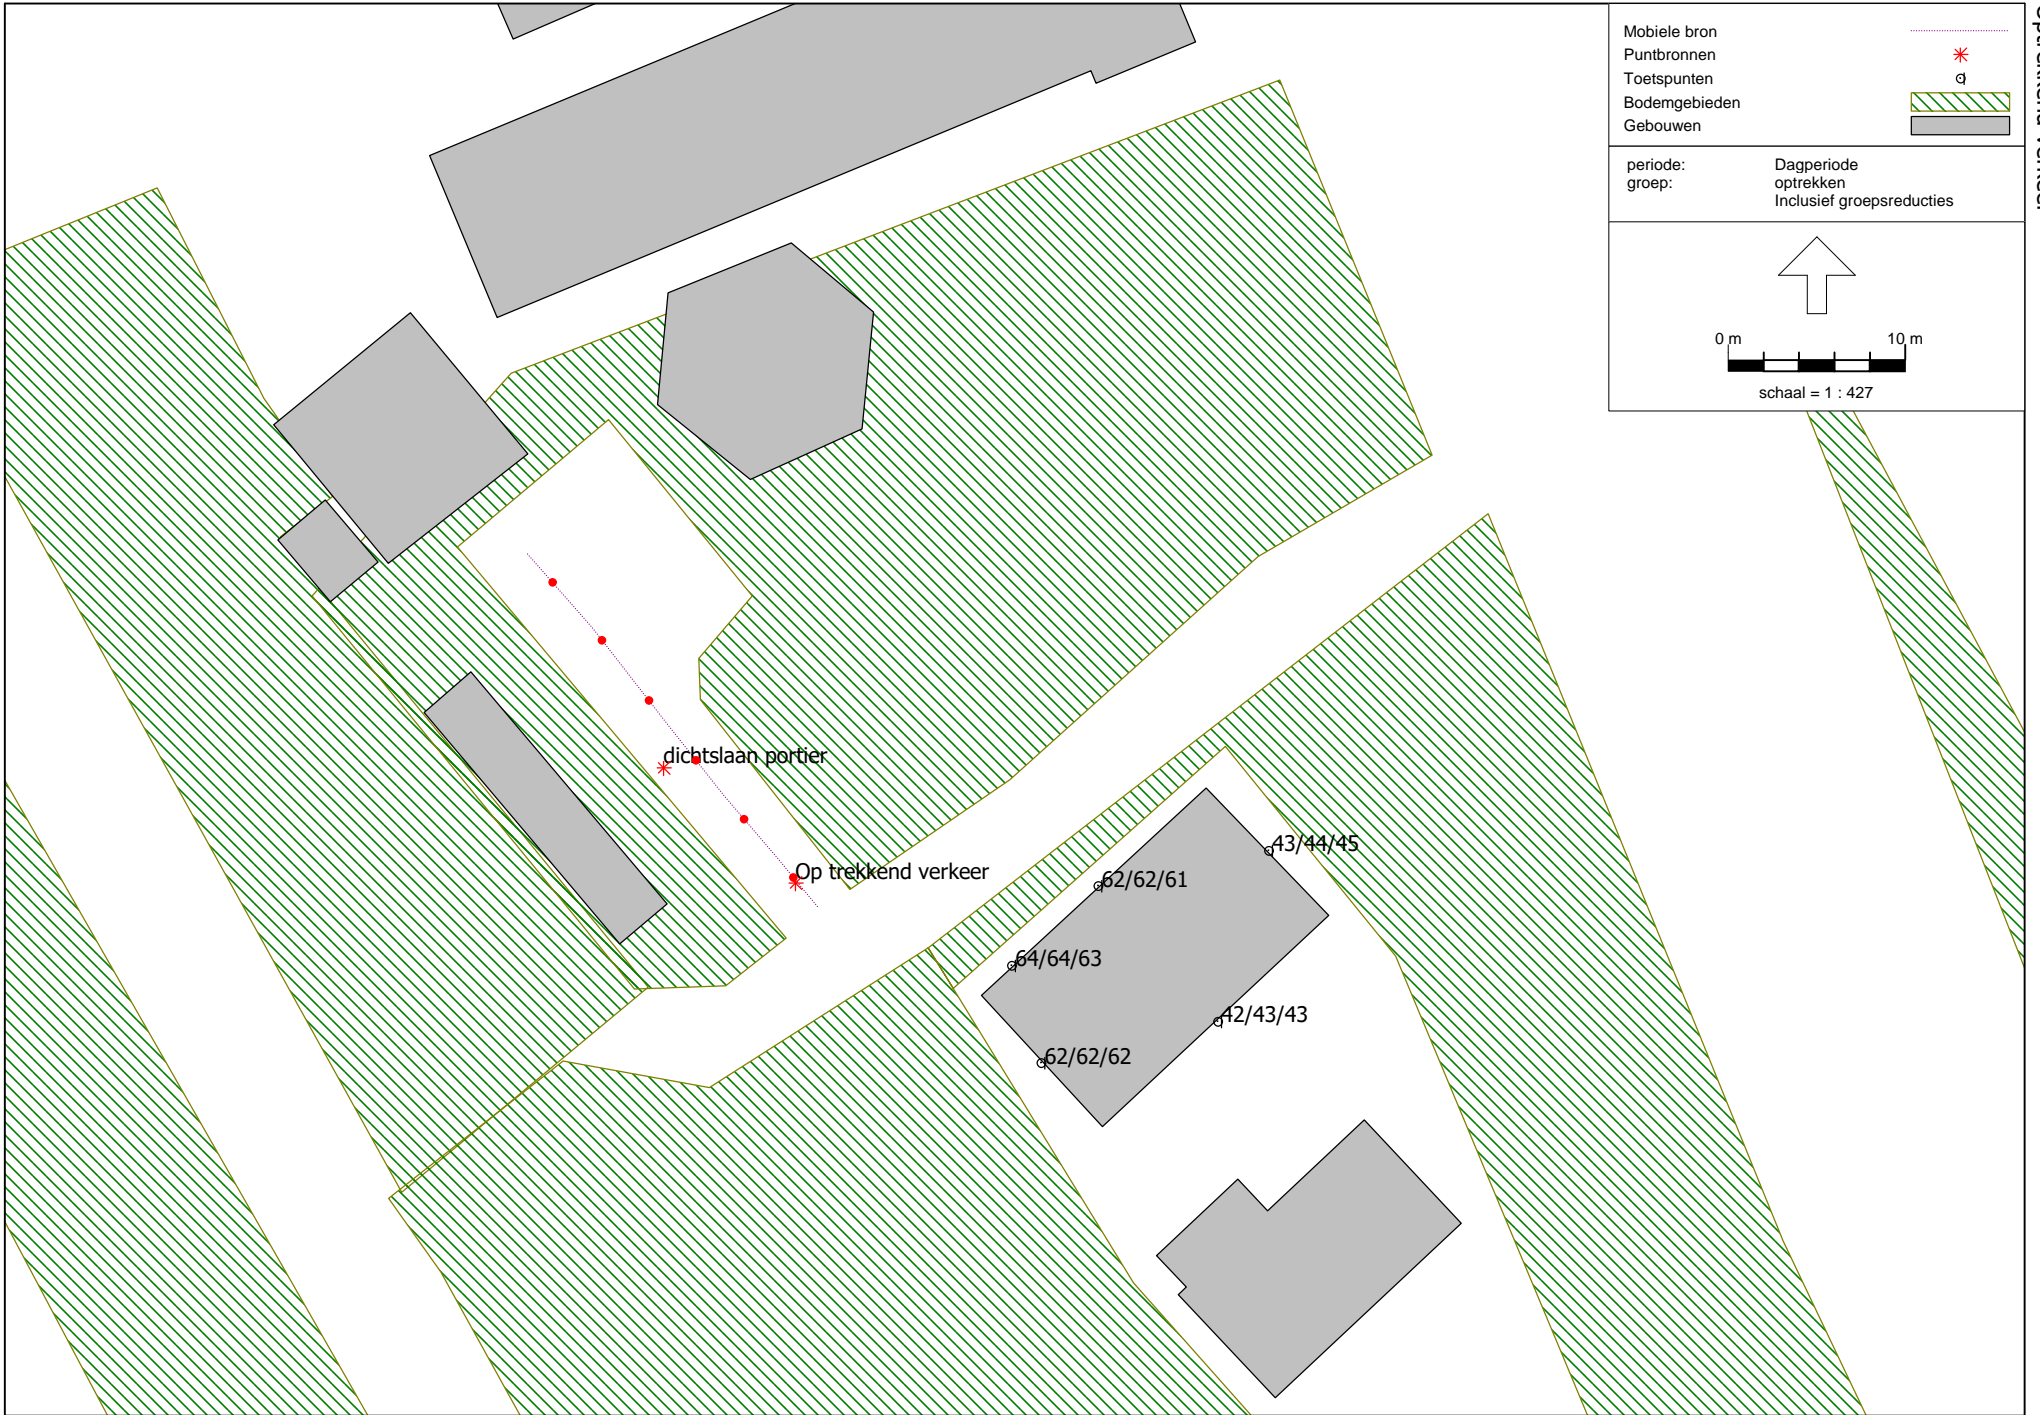 Mobiele bron
Puntbronnen
Toetspunten
Bodemgebieden
Gebouwen
periode: Dagperiode
groep: optrekken
Inclusief groepsreducties
0 m 10 m
schaal = 1 : 427
dichtslaan portier
Op trekkend verkeer
43/44/45
62/62/61
64/64/63
42/43/43
62/62/62